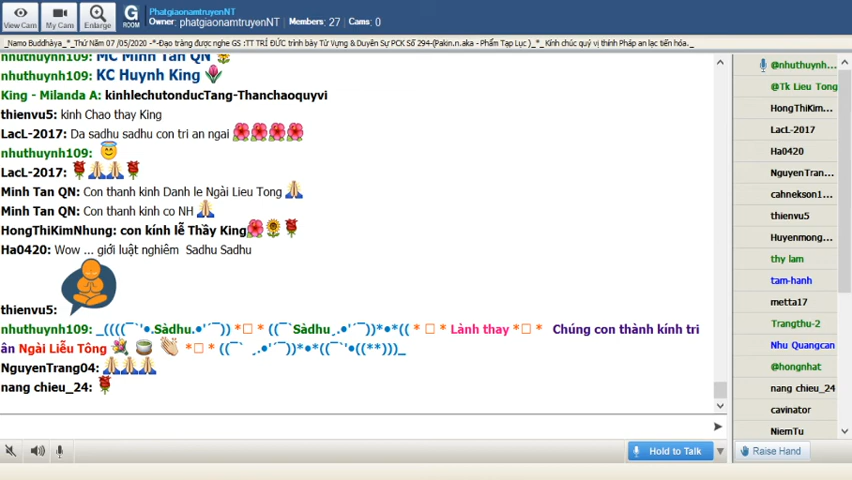 View Cam
My Cam
Enlarge
G
ROOM
PhatgiaonamtruyenNT
Owner: phatgiaonamtruyenNT Members: 27 Cams: 0
_Namo Buddhàya_*_Thứ Năm 07 /05/2020 -*-Đạo tràng được nghe GS :TT TRÍ ĐỨC trình bày Từ Vựng & Duyên Sự PCK Số 294-(Pakin.n.aka - Phẩm Tạp Lục )_*_ Kính chúc quý vị thính Pháp an lạc tiến hóa._
nhuthuynh109: MC Minh Tan QN
nhuthuynh109: KC Huynh King
King - Milanda A: kinhlechutonducTang-Thanchaoquyvi
thienvu5: kinh Chao thay King
LacL-2017: Da sadhu sadhu con tri an ngai
nhuthuynh109:
LacL-2017:
Minh Tan QN: Con thanh kinh Danh le Ngài Lieu Tong
Minh Tan QN: Con thanh kinh co NH
HongThiKimNhung: con kính lễ Thầy King
Ha0420: Wow ... giới luật nghiêm Sadhu Sadhu
thienvu5:
nhuthuynh109: _((((¯`'•.Sàdhu.•'´¯)) *□ * ((¯`Sàdhu¸.•'´¯))*•*(( * □ * Lành thay *□ * Chúng con thành kính tri
ân Ngài Liễu Tông *□ * ((¯` ¸.•'´¯))*•*((¯`'•((**)))_
NguyenTrang04:
nang chieu_24:
Hold to Talk
@nhuthuynh...
@Tk Lieu Tong
HongThiKim...
LacL-2017
Ha0420
NguyenTran...
cahnekson1...
thienvu5
Huyenmong...
thy lam
tam-hanh
metta17
Trangthu-2
Nhu Quangcan
@hongnhat
nang chieu_24
cavinator
NiemTu
Raise Hand